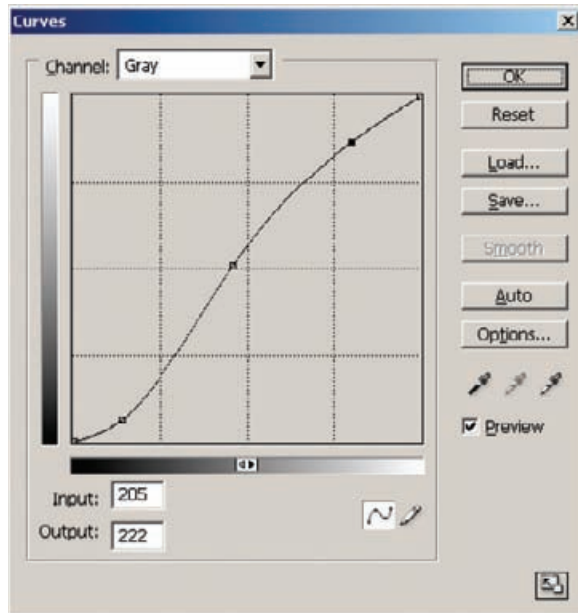 Curves
Channel: Gray
OK
Reset
Load...
Save...
Smooth
Auto
Options...
Preview
Input: 205
Output: 222